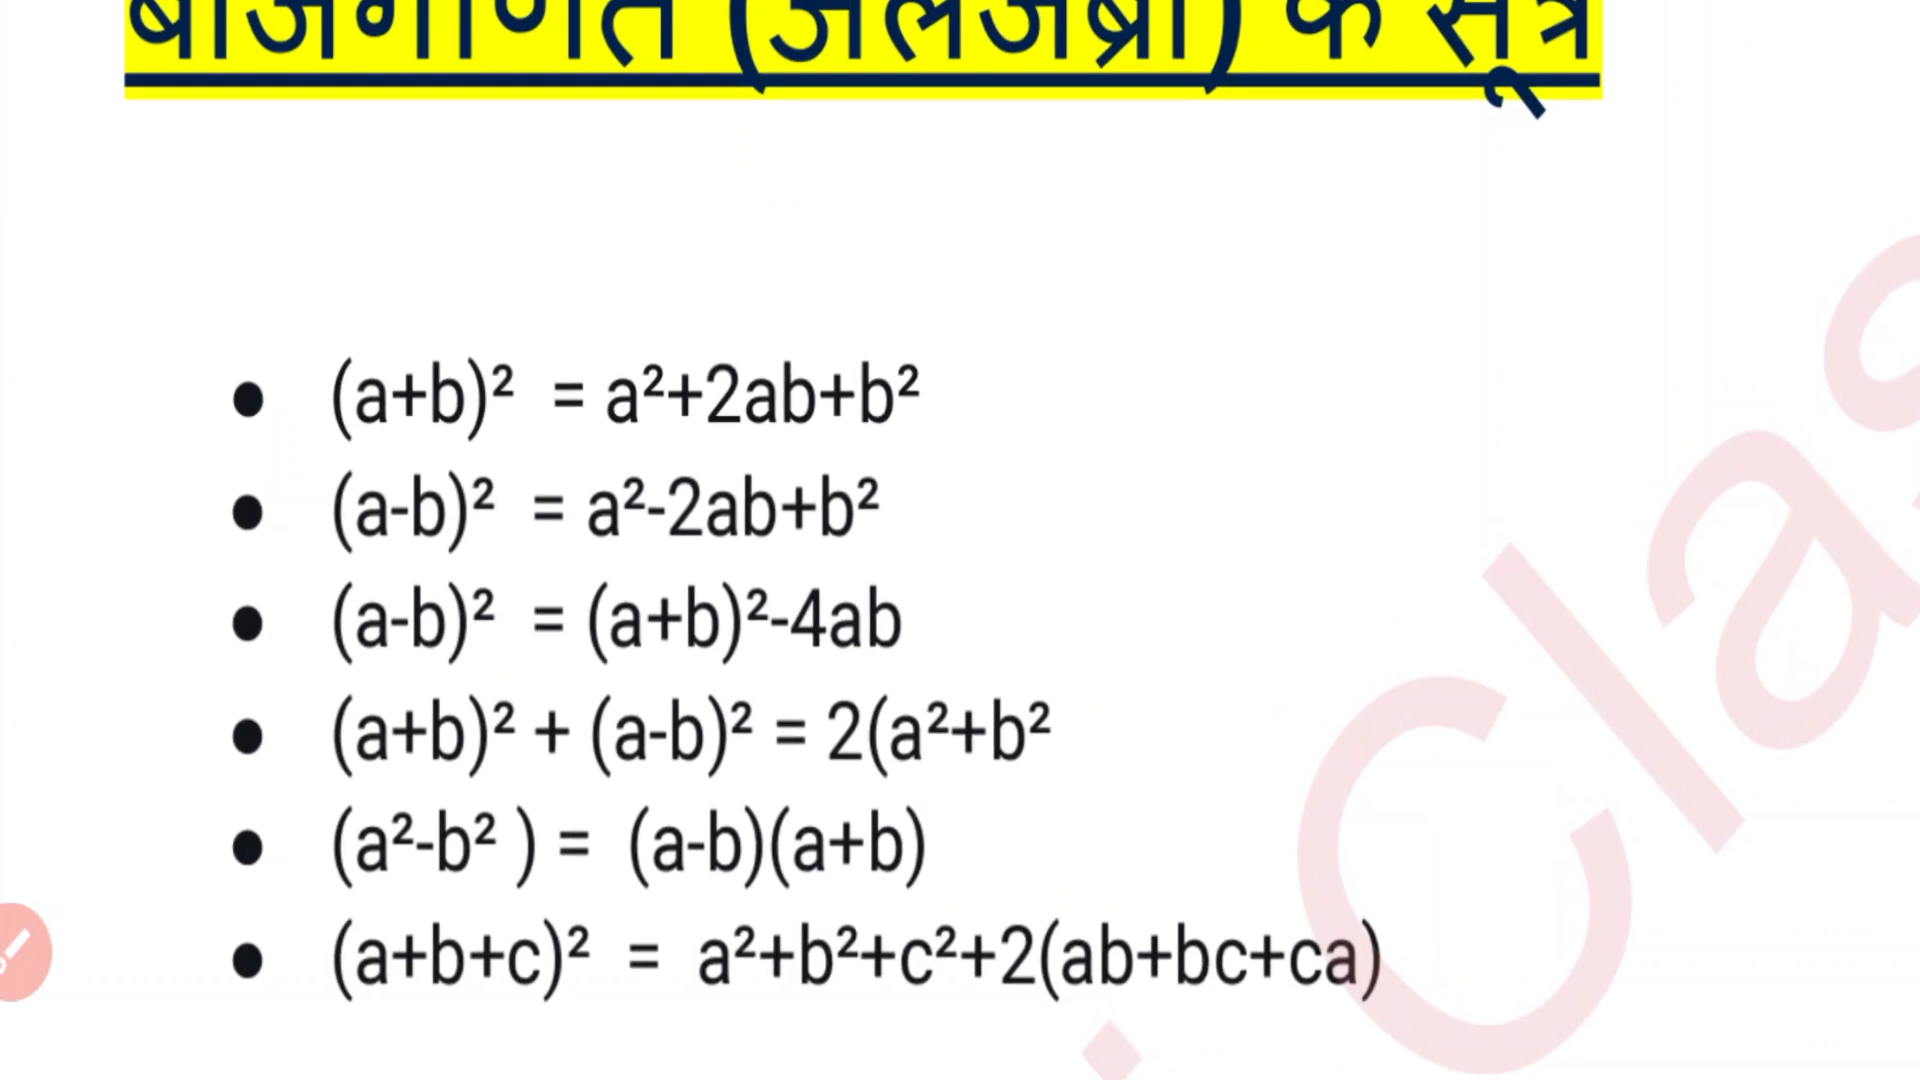 बीजगणित (अलजेब्रा) के सूत्र
(a+b)² = a²+2ab+b²
(a-b)² = a²-2ab+b²
(a-b)² = (a+b)²-4ab
(a+b)² + (a-b)² = 2(a²+b²
(a²-b² ) = (a-b)(a+b)
(a+b+c)² = a²+b²+c²+2(ab+bc+ca)